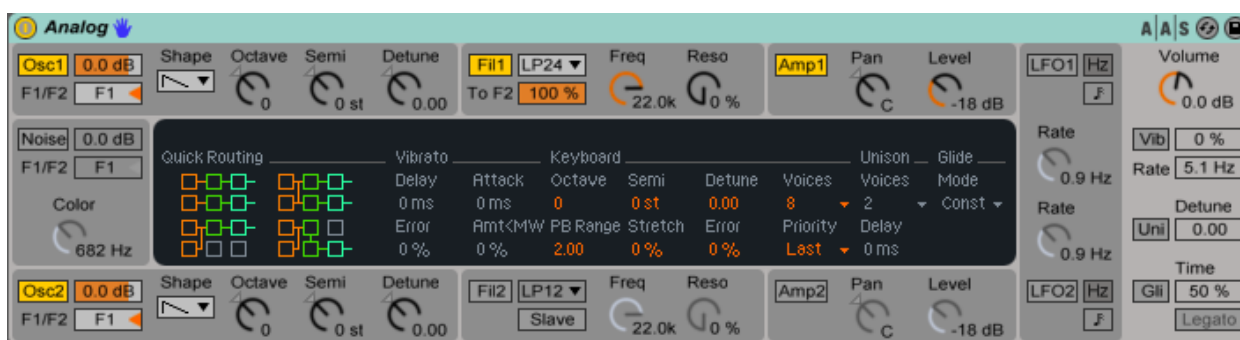 Analog A|A|S
Osc1 0.0 dB Shape Octave Semi Detune Fil1 LP24 Freq Reso Amp1 Pan Level LFO1 Hz Volume
F1/F2 F1 0 0 st 0.00 To F2 100 % 22.0k 0 % C -18 dB 0.0 dB
Noise 0.0 dB Rate Vib 0 %
F1/F2 F1 Quick Routing Vibrato Keyboard Unison Glide 0.9 Hz Rate 5.1 Hz
Delay Attack Octave Semi Detune Voices Voices Mode
Color 0 ms 0 ms 0 0 st 0.00 8 2 Const Rate Detune
682 Hz Error Amt<MW PB Range Stretch Error Priority Delay 0.9 Hz Uni 0.00
0 % 0 % 2.00 0 % 0 % Last 0 ms
Time
Osc2 0.0 dB Shape Octave Semi Detune Fil2 LP12 Freq Reso Amp2 Pan Level LFO2 Hz Gli 50 %
F1/F2 F1 0 0 st 0.00 Slave 22.0k 0 % C -18 dB Legato